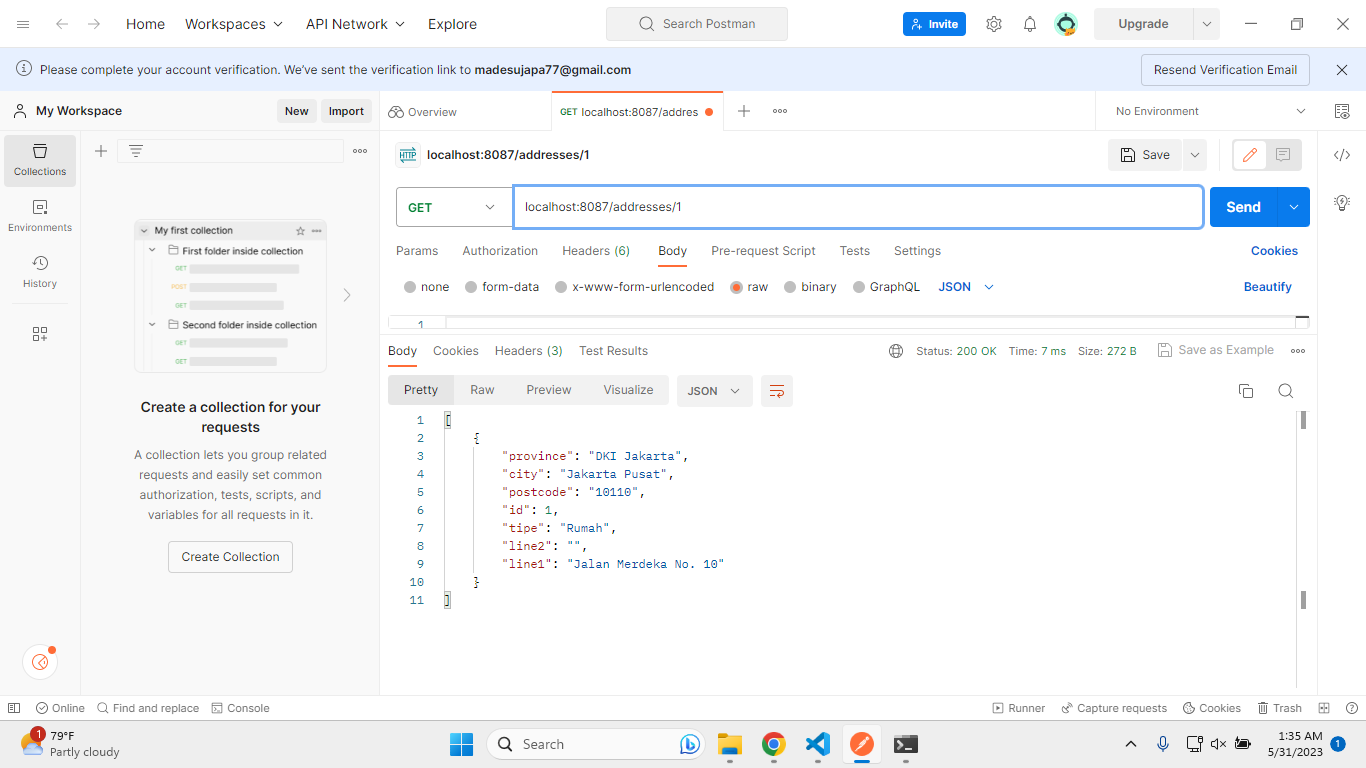 Home Workspaces API Network Explore Search Postman Invite Upgrade
Please complete your account verification. We've sent the verification link to madesujapa77@gmail.com Resend Verification Email
My Workspace New Import
Overview GET localhost:8087/addres No Environment
Collections
Environments
History
My first collection
First folder inside collection
GET
POST
GET
Second folder inside collection
GET
GET
Create a collection for your
requests
A collection lets you group related
requests and easily set common
authorization, tests, scripts, and
variables for all requests in it.
Create Collection
HTTP localhost:8087/addresses/1 Save
GET localhost:8087/addresses/1 Send
Params Authorization Headers (6) Body Pre-request Script Tests Settings Cookies
none form-data x-www-form-urlencoded raw binary GraphQL JSON Beautify
1
Body Cookies Headers (3) Test Results Status: 200 OK Time: 7 ms Size: 272 B Save as Example
Pretty Raw Preview Visualize JSON
1 [
2 {
3 "province": "DKI Jakarta",
4 "city": "Jakarta Pusat",
5 "postcode": "10110",
6 "id": 1,
7 "tipe": "Rumah",
8 "line2": "",
9 "line1": "Jalan Merdeka No. 10"
10 }
11 ]
Online Find and replace Console Runner Capture requests Cookies Trash
1 79°F
Partly cloudy
Search
1:35 AM
5/31/2023 1